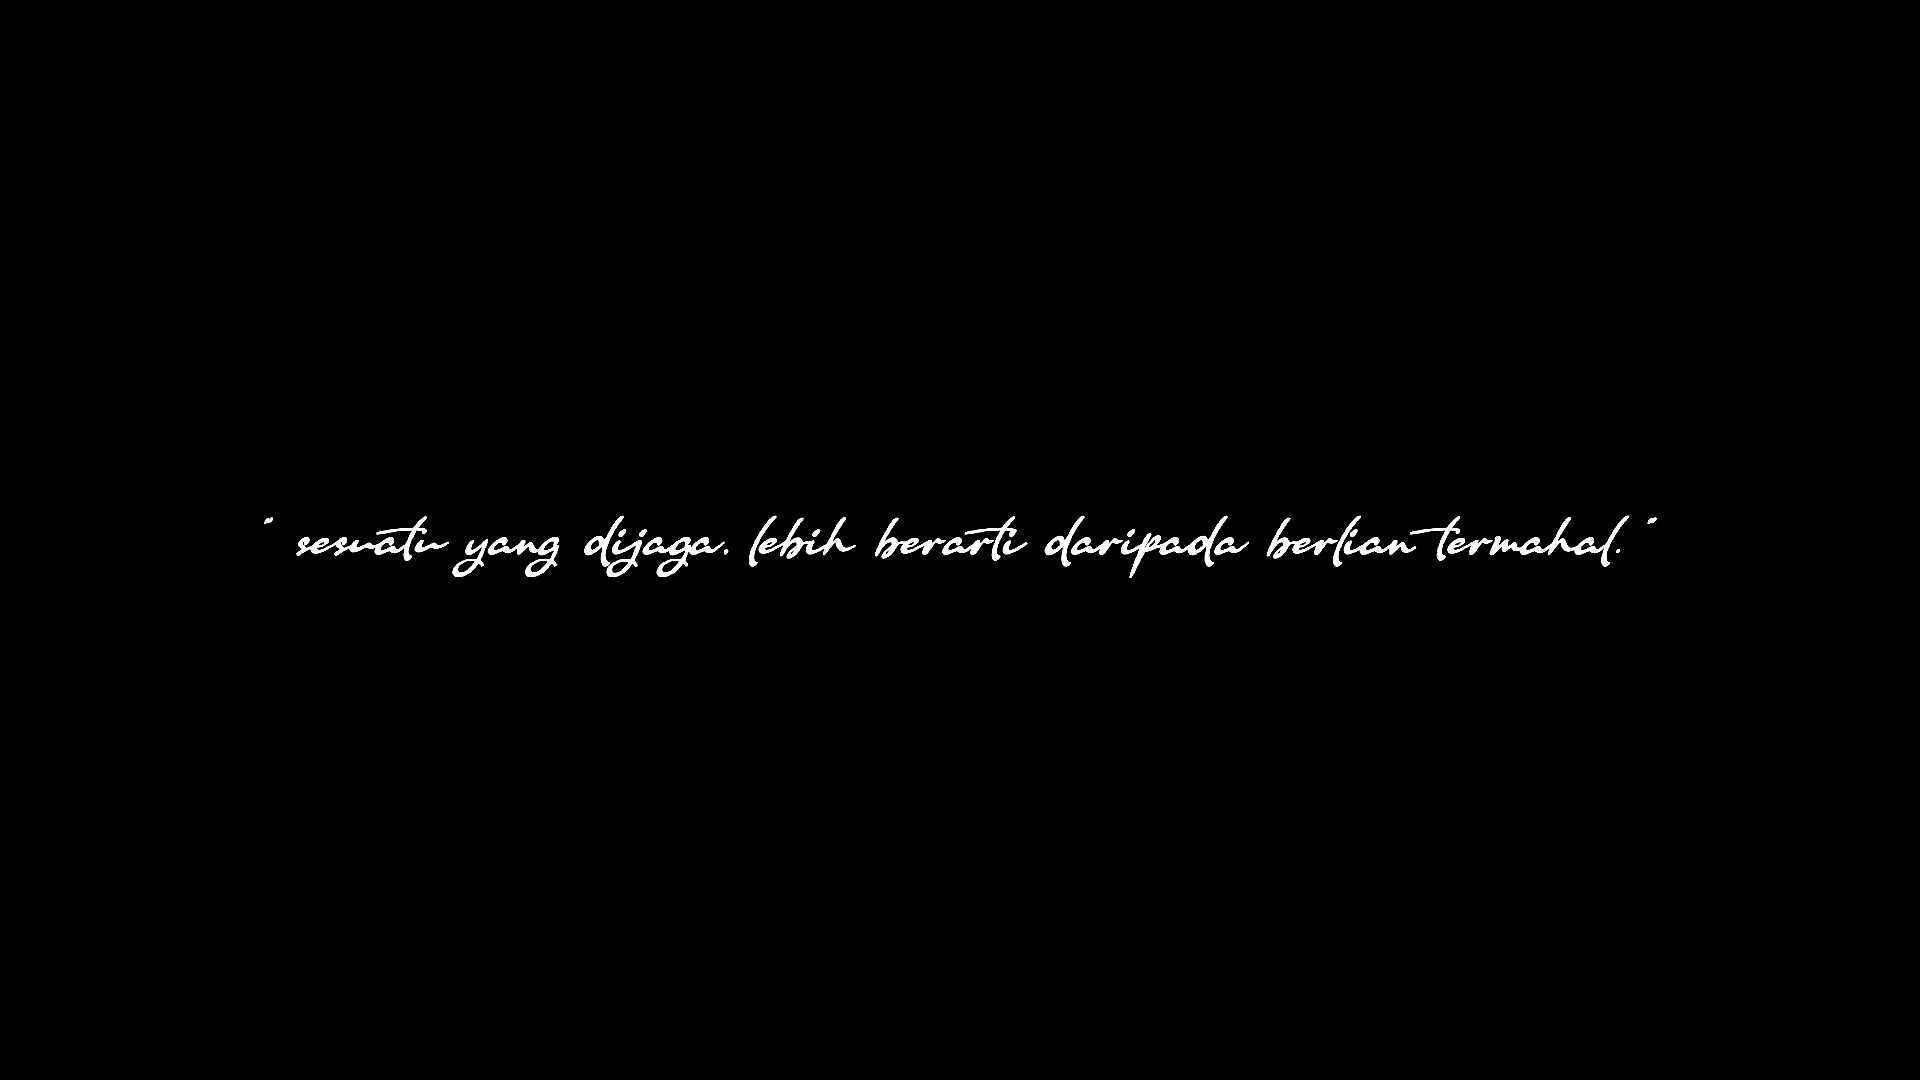 " sesuatu yang dijaga. lebih berarti daripada berlian termahal. "